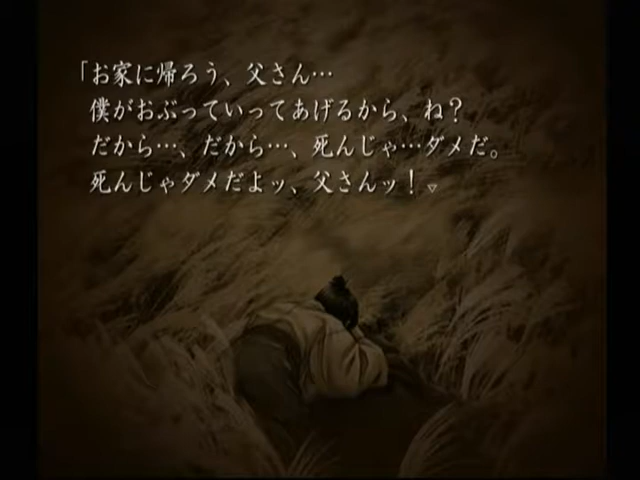 「お家に帰ろう、父さん…
僕がおぶっていってあげるから、ね？
だから…、だから…、死んじゃ…ダメだ。
死んじゃダメだよッ、父さんッ！▿